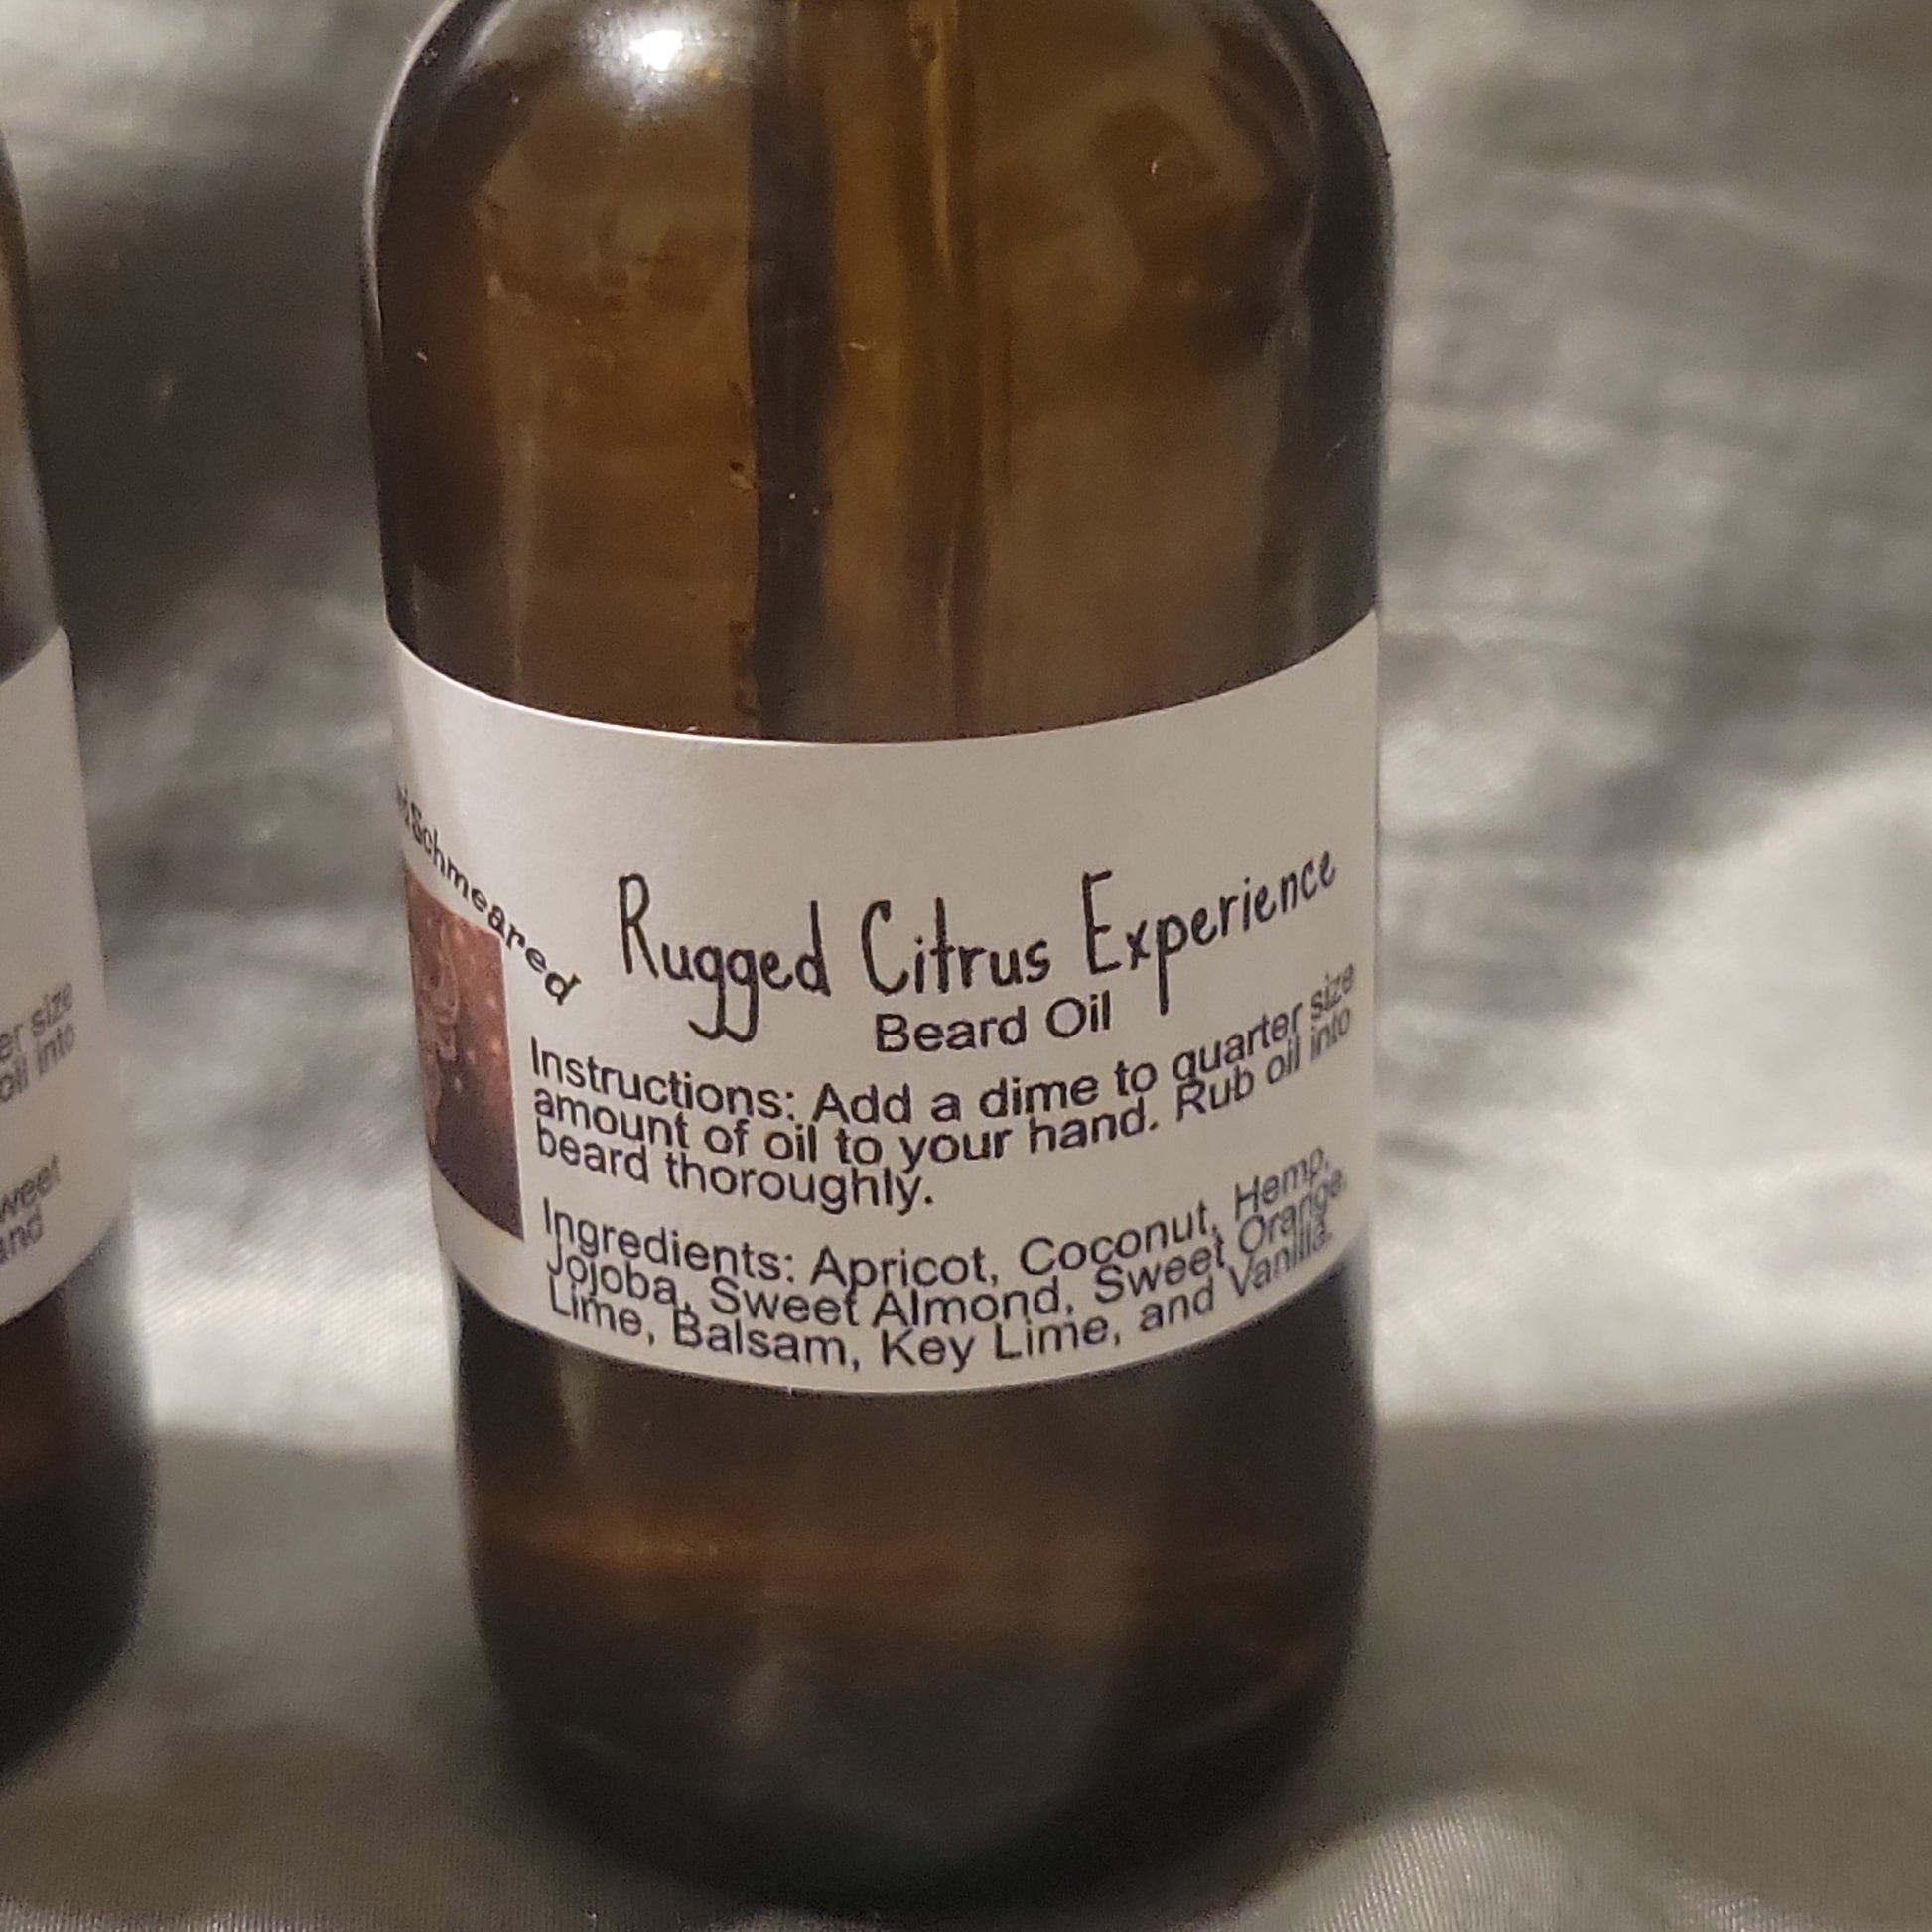 Schmeared
Rugged Citrus Experience
Beard Oil
Instructions: Add a dime to quarter size
amount of oil to your hand. Rub oil into
beard thoroughly.
Ingredients: Apricot, Coconut, Hemp,
Jojoba, Sweet Almond, Sweet Orange,
Lime, Balsam, Key Lime, and Vanilla.
er size
oil into
weet
and